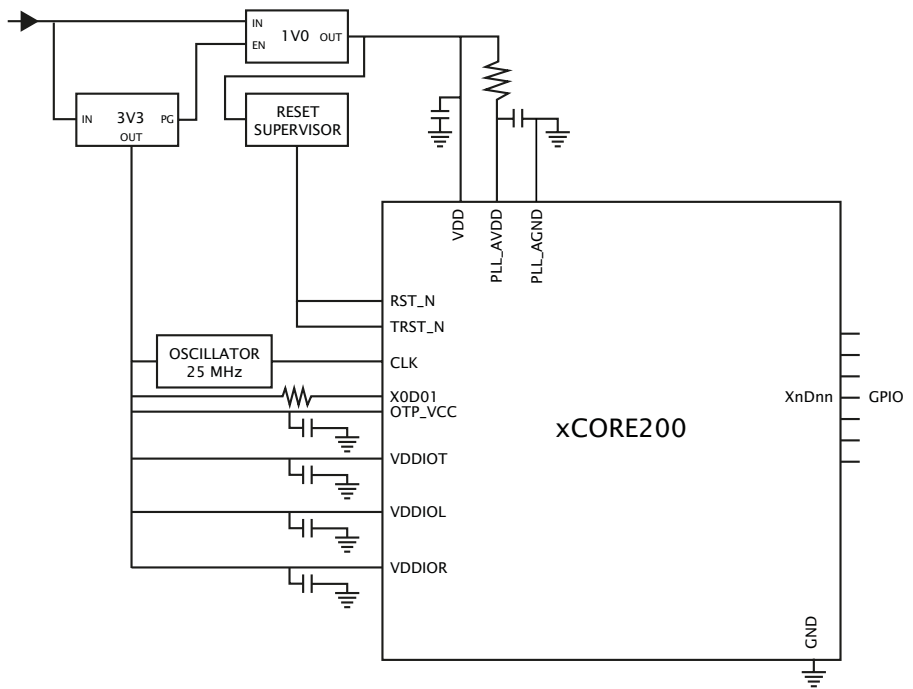 IN
1V0
OUT
EN
IN
3V3
PG
OUT
RESET
SUPERVISOR
VDD
PLL_AVDD
PLL_AGND
RST_N
TRST_N
OSCILLATOR
25 MHz
CLK
X0D01
OTP_VCC
XnDnn
GPIO
xCORE200
VDDIOT
VDDIOL
VDDIOR
GND